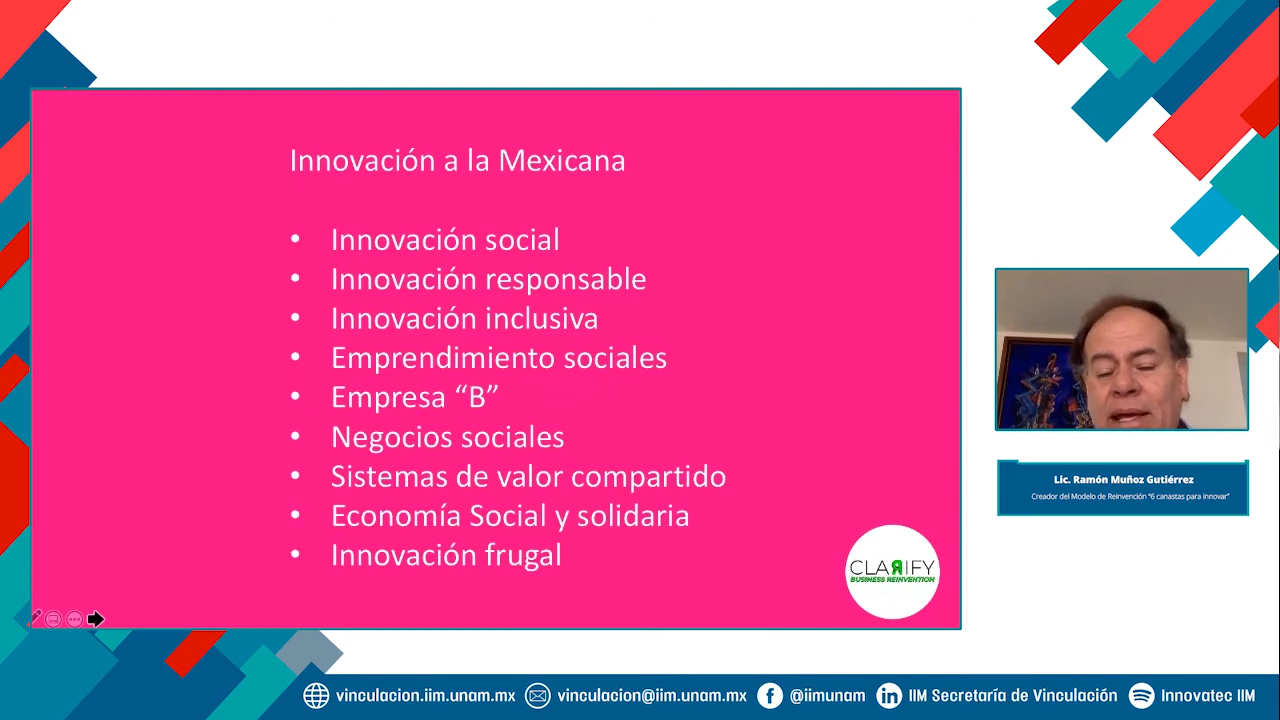 Innovación a la Mexicana
• Innovación social
• Innovación responsable
• Innovación inclusiva
• Emprendimiento sociales
• Empresa “B”
• Negocios sociales
• Sistemas de valor compartido
• Economía Social y solidaria
• Innovación frugal
CLARIFY
BUSINESS REINVENTION
Lic. Ramón Muñoz Gutiérrez
Creador del Modelo de Reinvención “6 canastas para innovar”
vinculacion.iim.unam.mx vinculacion@iim.unam.mx @iimunam IIM Secretaría de Vinculación Innovatec IIM